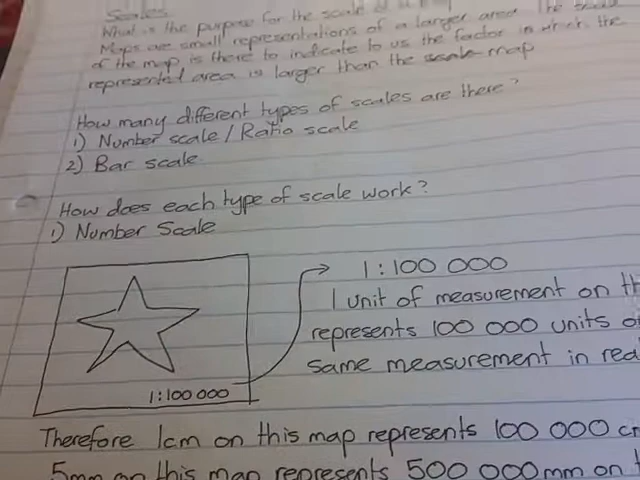 Scales
What is the purpose for the scale
Maps are small representations of a larger area. The
of the map is there to indicate to us the factor in which the
represented area is larger than the map
How many different types of scales are there?
1) Number scale / Ratio scale
2) Bar scale
How does each type of scale work?
1) Number Scale
1:100 000
1 unit of measurement on
represents 100 000 units
same measurement in
1:100 000
Therefore 1cm on this map represents 100 000
5mm on this map represents 500 000mm on